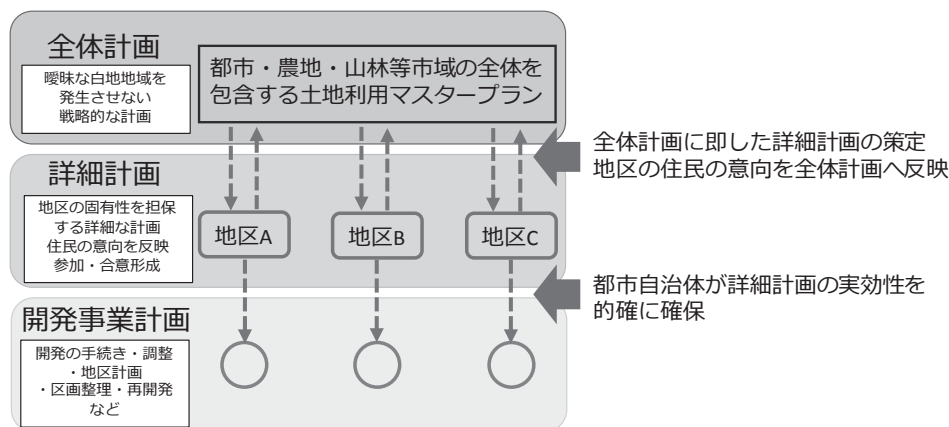 全体計画
曖昧な白地地域を
発生させない
戦略的な計画
都市・農地・山林等市域の全体を
包含する土地利用マスタープラン
全体計画に即した詳細計画の策定
地区の住民の意向を全体計画へ反映
詳細計画
地区の固有性を担保
する詳細な計画
住民の意向を反映
参加・合意形成
地区A
地区B
地区C
都市自治体が詳細計画の実効性を
的確に確保
開発事業計画
開発の手続き・調整
・地区計画
・区画整理・再開発
など